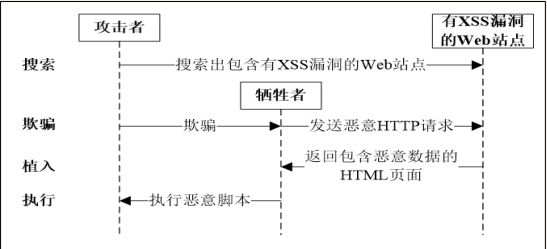 攻击者
有XSS漏洞
的Web站点
搜索
搜索出包含有XSS漏洞的Web站点
牺牲者
欺骗
欺骗
发送恶意HTTP请求
植入
返回包含恶意数据的
HTML页面
执行
执行恶意脚本